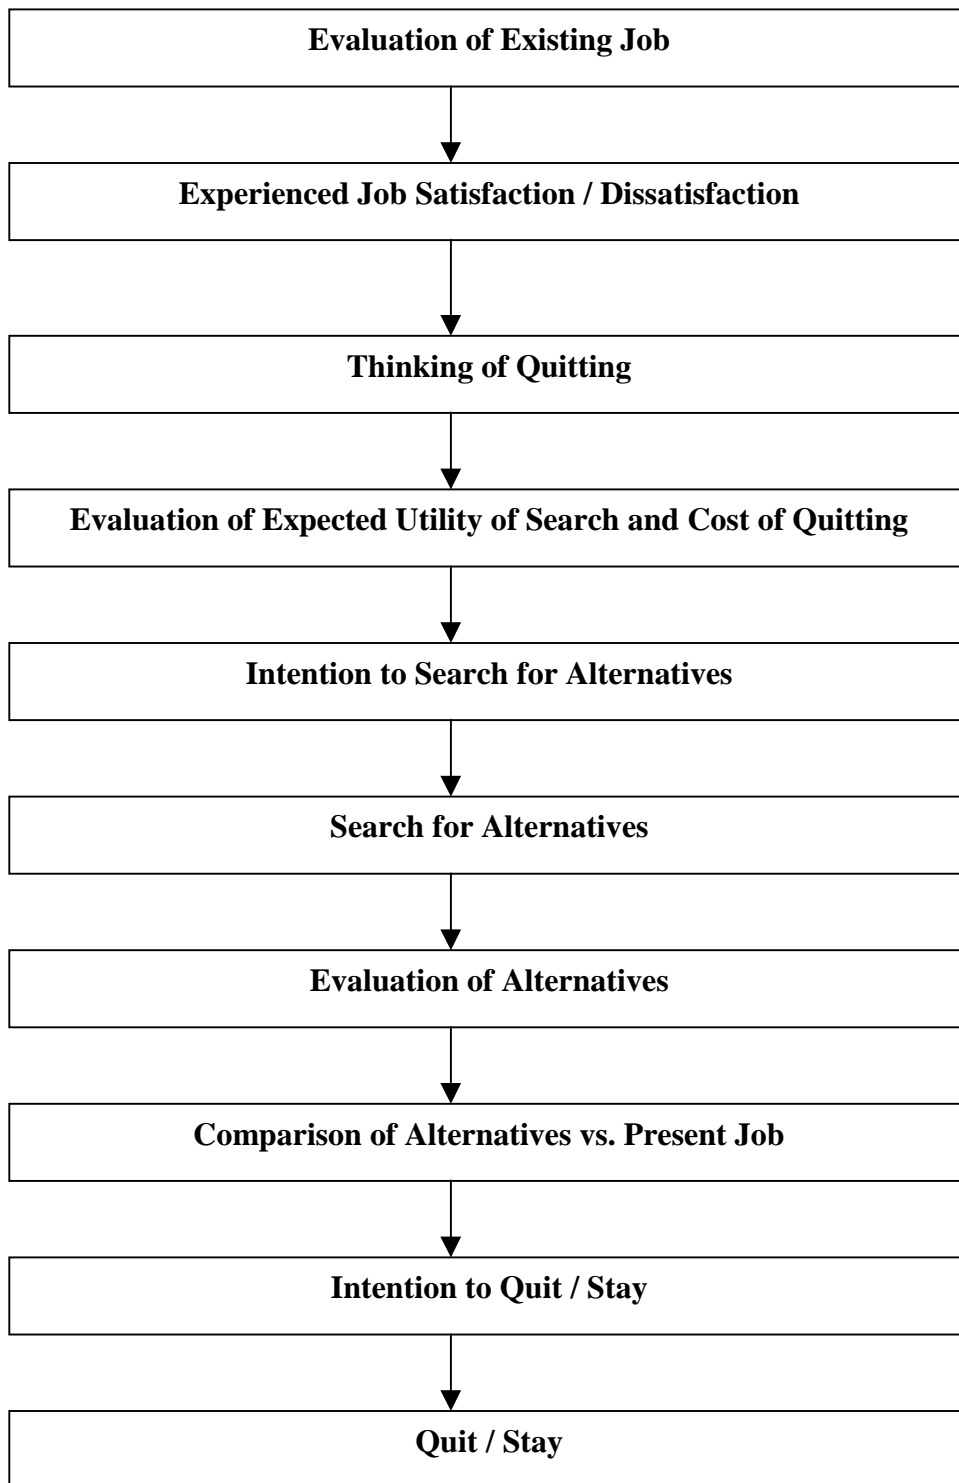 Evaluation of Existing Job
Experienced Job Satisfaction / Dissatisfaction
Thinking of Quitting
Evaluation of Expected Utility of Search and Cost of Quitting
Intention to Search for Alternatives
Search for Alternatives
Evaluation of Alternatives
Comparison of Alternatives vs. Present Job
Intention to Quit / Stay
Quit / Stay